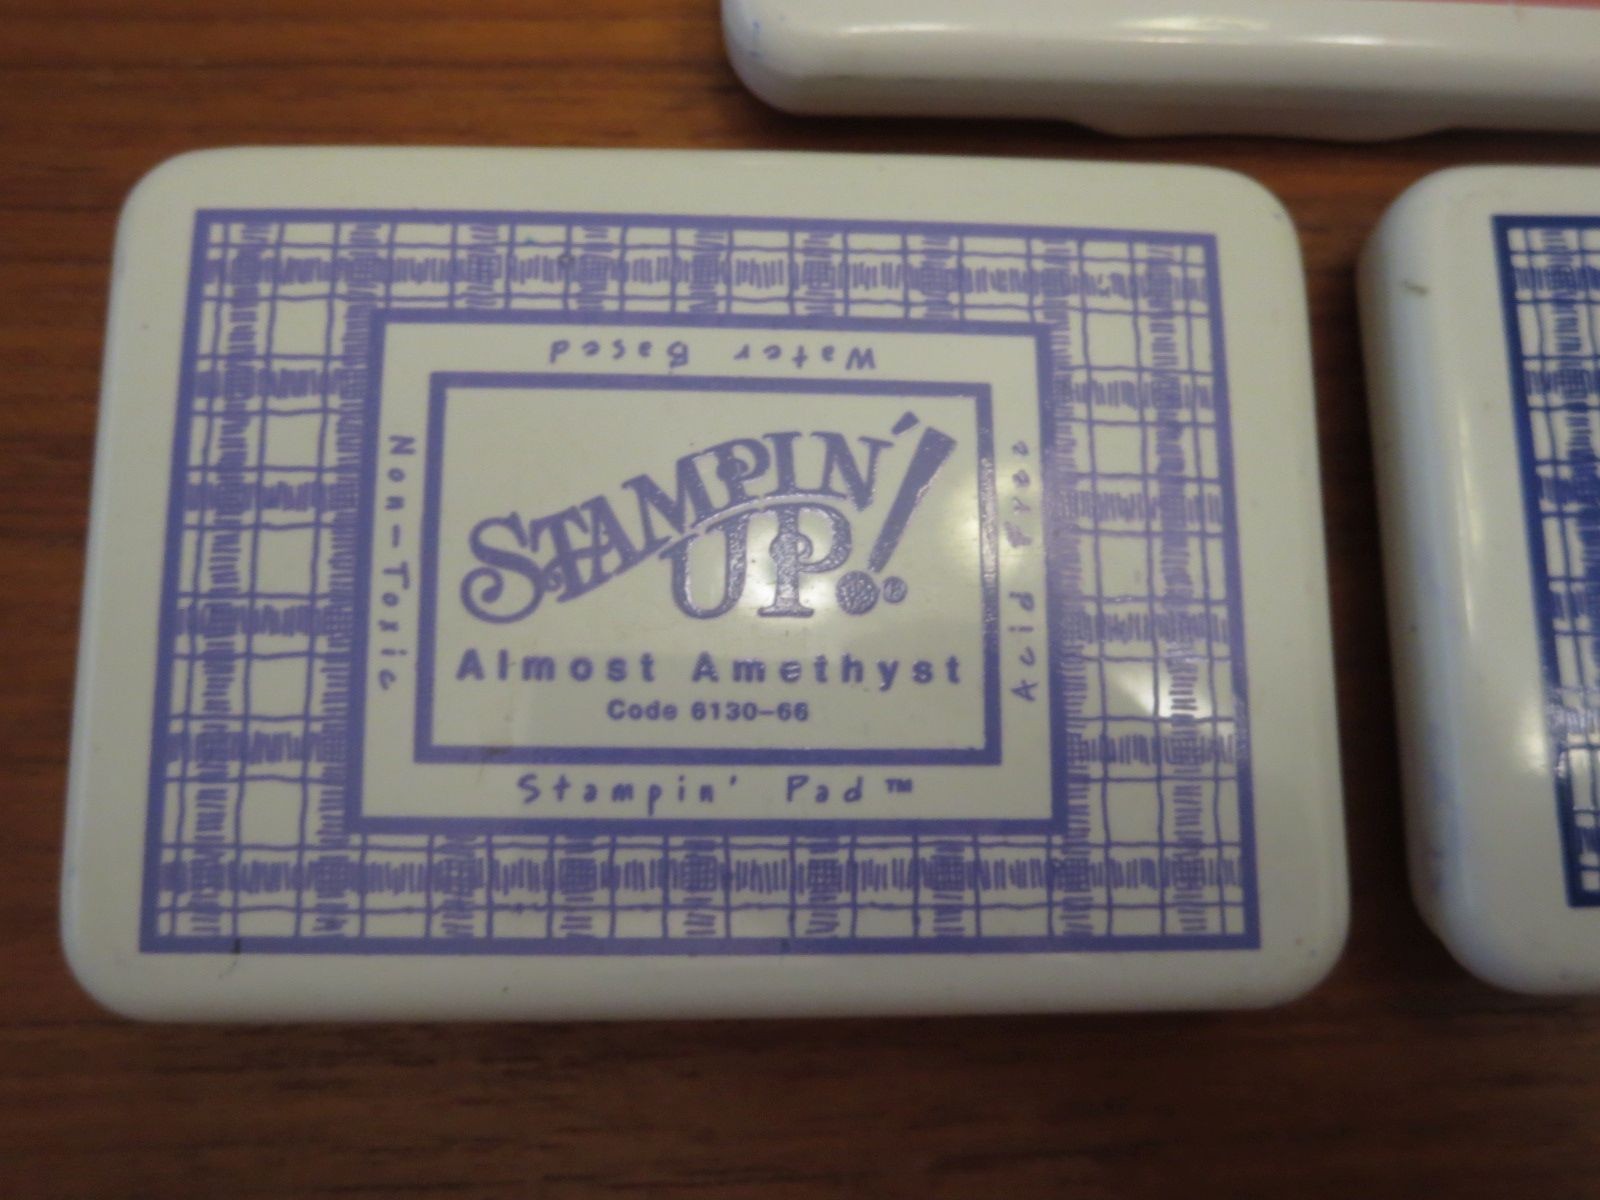 Water Based
Non-Toxic
STAMPIN'
UP!
Acid Free
Almost Amethyst
Code 6130-66
Stampin' Pad™